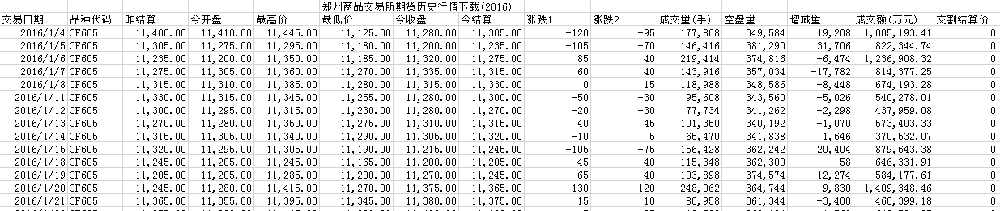 郑州商品交易所期货历史行情下载(2016)
交易日期 品种代码 昨结算 今开盘 最高价 最低价 今收盘 今结算 涨跌1 涨跌2 成交量(手) 空盘量 增减量 成交额(万元) 交割结算价
2016/1/4 CF605 11,400.00 11,410.00 11,445.00 11,125.00 11,280.00 11,305.00 -120 -95 177,808 349,584 19,208 1,005,193.41 0
2016/1/5 CF605 11,305.00 11,275.00 11,295.00 11,180.00 11,200.00 11,235.00 -105 -70 146,416 381,290 31,706 822,344.74 0
2016/1/6 CF605 11,235.00 11,200.00 11,350.00 11,185.00 11,320.00 11,275.00 85 40 219,414 374,816 -6,474 1,236,908.32 0
2016/1/7 CF605 11,275.00 11,305.00 11,360.00 11,270.00 11,335.00 11,315.00 60 40 143,916 357,034 -17,782 814,377.25 0
2016/1/8 CF605 11,315.00 11,310.00 11,385.00 11,280.00 11,315.00 11,330.00 0 15 118,988 348,586 -8,448 674,193.28 0
2016/1/11 CF605 11,330.00 11,315.00 11,345.00 11,255.00 11,280.00 11,300.00 -50 -30 95,608 343,560 -5,026 540,278.01 0
2016/1/12 CF605 11,300.00 11,295.00 11,315.00 11,230.00 11,280.00 11,270.00 -20 -30 77,734 341,262 -2,298 437,959.08 0
2016/1/13 CF605 11,270.00 11,280.00 11,350.00 11,275.00 11,310.00 11,315.00 40 45 101,350 340,192 -1,070 573,403.33 0
2016/1/14 CF605 11,315.00 11,305.00 11,340.00 11,290.00 11,305.00 11,320.00 -10 5 65,470 341,838 1,646 370,532.07 0
2016/1/15 CF605 11,320.00 11,295.00 11,305.00 11,190.00 11,215.00 11,245.00 -105 -75 156,428 362,242 20,404 879,643.38 0
2016/1/18 CF605 11,245.00 11,205.00 11,245.00 11,165.00 11,200.00 11,205.00 -45 -40 115,348 362,300 58 646,331.91 0
2016/1/19 CF605 11,205.00 11,205.00 11,285.00 11,200.00 11,270.00 11,245.00 65 40 103,898 374,574 12,274 584,177.61 0
2016/1/20 CF605 11,245.00 11,280.00 11,415.00 11,270.00 11,375.00 11,365.00 130 120 248,062 364,744 -9,830 1,409,348.46 0
2016/1/21 CF605 11,365.00 11,355.00 11,395.00 11,345.00 11,380.00 11,375.00 15 10 80,958 361,344 -3,400 460,399.18 0